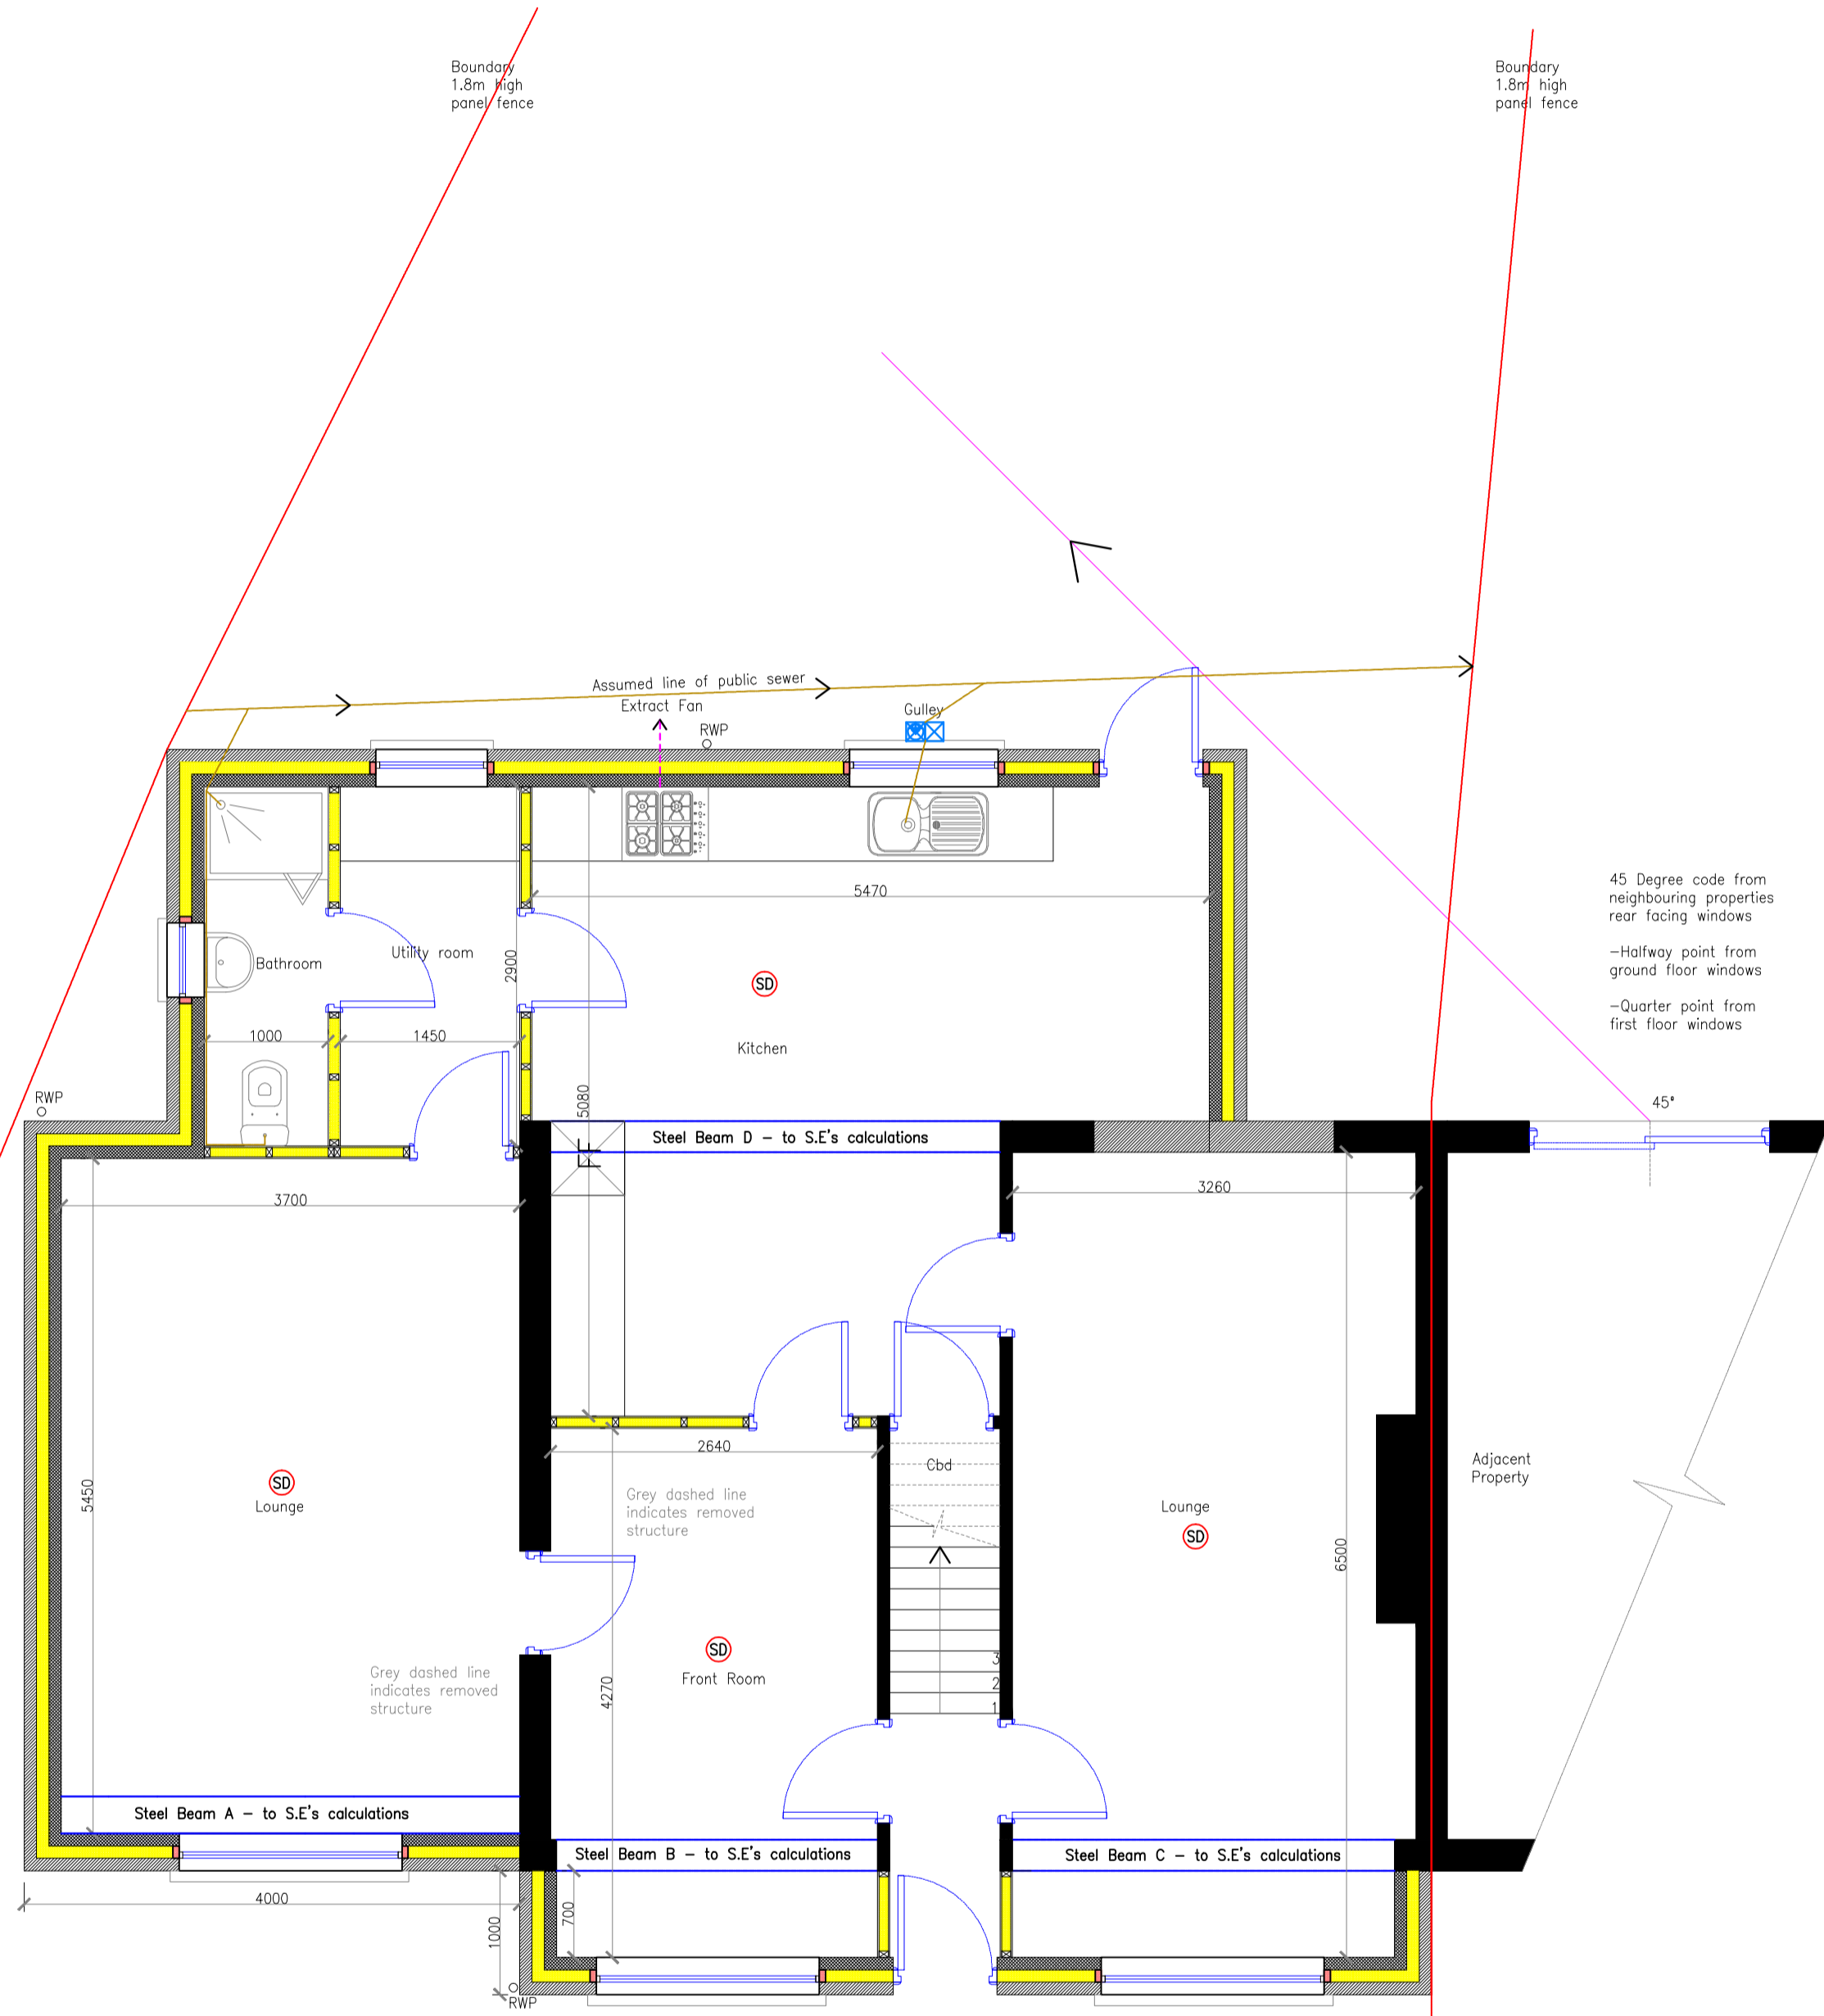 Boundary
1.8m high
panel fence
Boundary
1.8m high
panel fence
Assumed line of public sewer
Extract Fan
RWP
Gulley
45 Degree code from
neighbouring properties
rear facing windows
–Halfway point from
ground floor windows
–Quarter point from
first floor windows
5470
Bathroom
Utility room
2900
SD
Kitchen
1000
1450
RWP
5080
45°
Steel Beam D – to S.E's calculations
3700
3260
2640
Cbd
Adjacent
Property
5450
SD
Lounge
Grey dashed line
indicates removed
structure
Lounge
SD
6500
SD
Front Room
Grey dashed line
indicates removed
structure
4270
3
2
1
Steel Beam A – to S.E's calculations
Steel Beam B – to S.E's calculations
Steel Beam C – to S.E's calculations
4000
1000
700
RWP